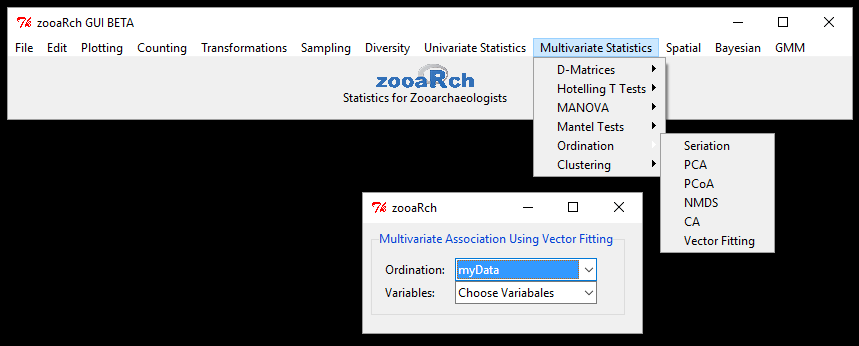 zooaRch GUI BETA
File Edit Plotting Counting Transformations Sampling Diversity Univariate Statistics Multivariate Statistics Spatial Bayesian GMM
zooaRch
Statistics for Zooarchaeologists
D-Matrices
Hotelling T Tests
MANOVA
Mantel Tests
Ordination
Clustering
Seriation
PCA
PCoA
NMDS
CA
Vector Fitting
zooaRch
Multivariate Association Using Vector Fitting
Ordination: myData
Variables: Choose Variabales